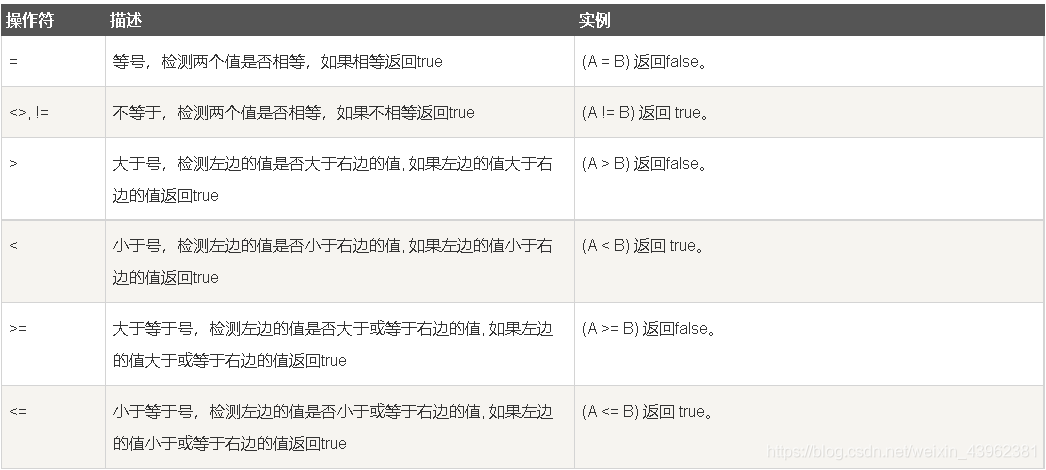 操作符 描述 实例
= 等号，检测两个值是否相等，如果相等返回true (A = B) 返回false。
<>, != 不等于，检测两个值是否相等，如果不相等返回true (A != B) 返回 true。
> 大于号，检测左边的值是否大于右边的值, 如果左边的值大于右 (A > B) 返回false。
边的值返回true
< 小于号，检测左边的值是否小于右边的值, 如果左边的值小于右 (A < B) 返回 true。
边的值返回true
>= 大于等于号，检测左边的值是否大于或等于右边的值, 如果左边 (A >= B) 返回false。
的值大于或等于右边的值返回true
<= 小于等于号，检测左边的值是否小于或等于右边的值, 如果左边 (A <= B) 返回 true。
的值小于或等于右边的值返回true
https://blog.csdn.net/weixin_43962381